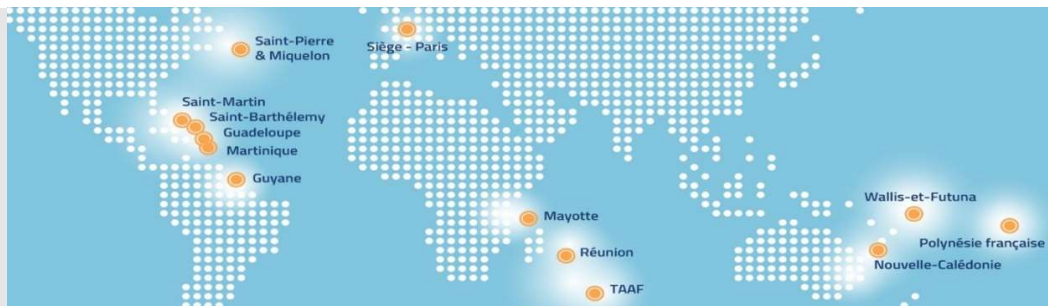 Saint-Pierre
& Miquelon
Siège - Paris
Saint-Martin
Saint-Barthélemy
Guadeloupe
Martinique
Guyane
Mayotte
Réunion
TAAF
Wallis-et-Futuna
Polynésie française
Nouvelle-Calédonie